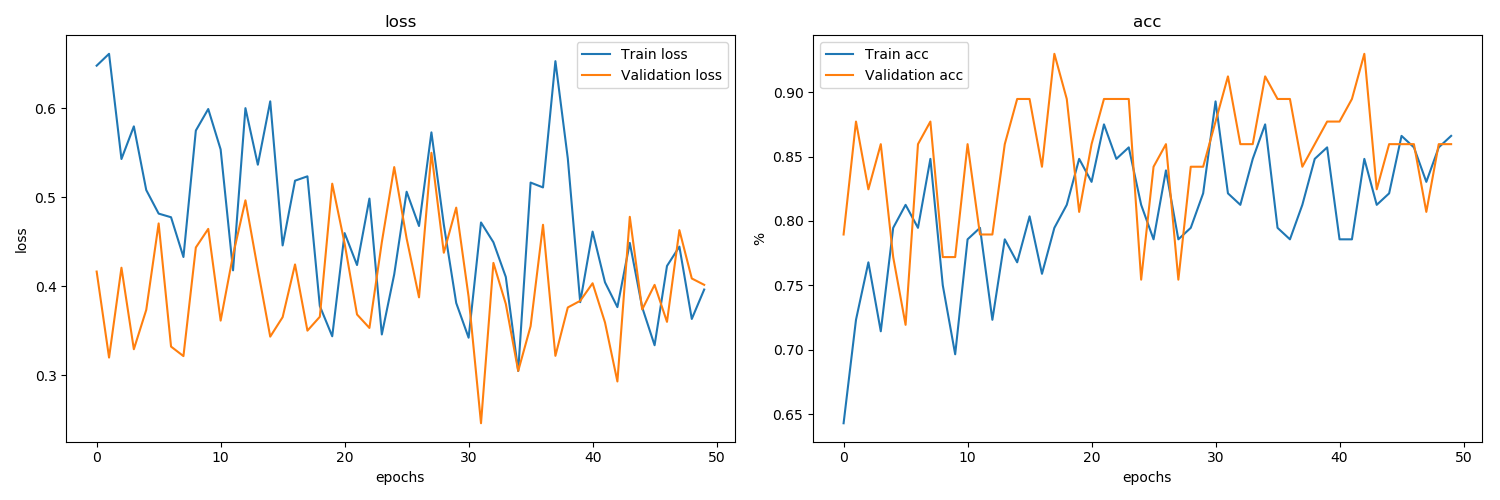 loss
Train loss
Validation loss
0.6
0.5
0.4
0.3
loss
0 10 20 30 40 50
epochs
acc
Train acc
Validation acc
0.90
0.85
0.80
0.75
0.70
0.65
%
0 10 20 30 40 50
epochs